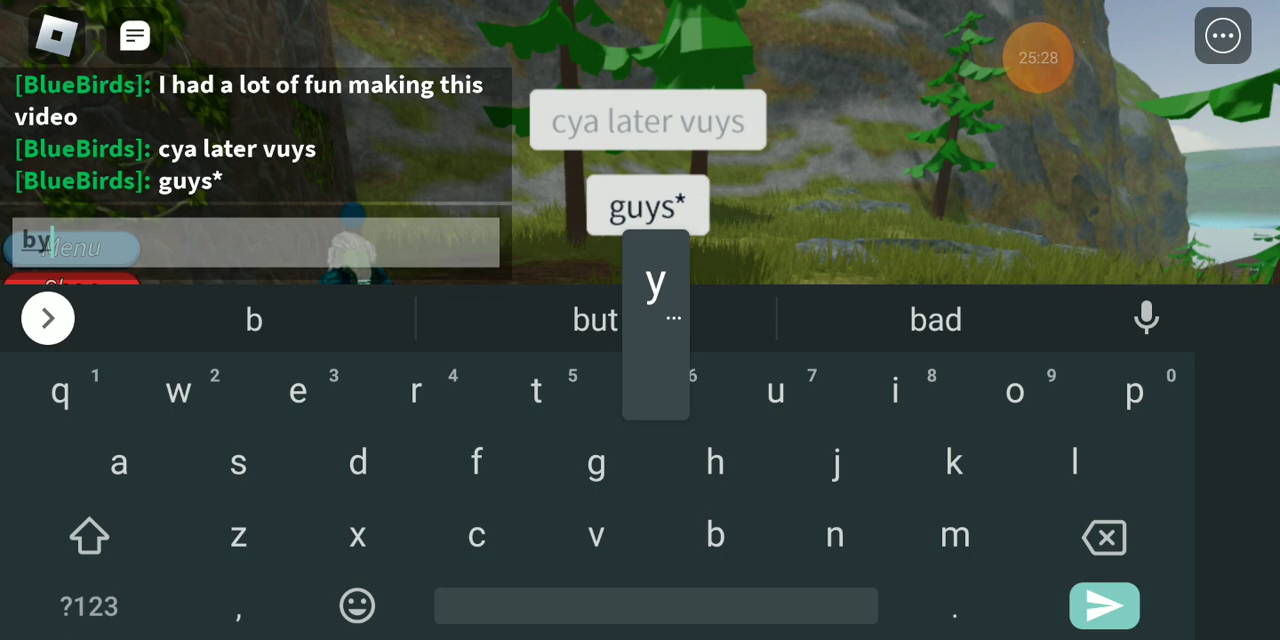 25:28
[BlueBirds]: I had a lot of fun making this
video
[BlueBirds]: cya later vuys
[BlueBirds]: guys*
cya later vuys
guys*
by
Menu
b but bad
y
...
q 1 w 2 e 3 r 4 t 5 6 u 7 i 8 o 9 p 0
a s d f g h j k l
z x c v b n m
?123 , .